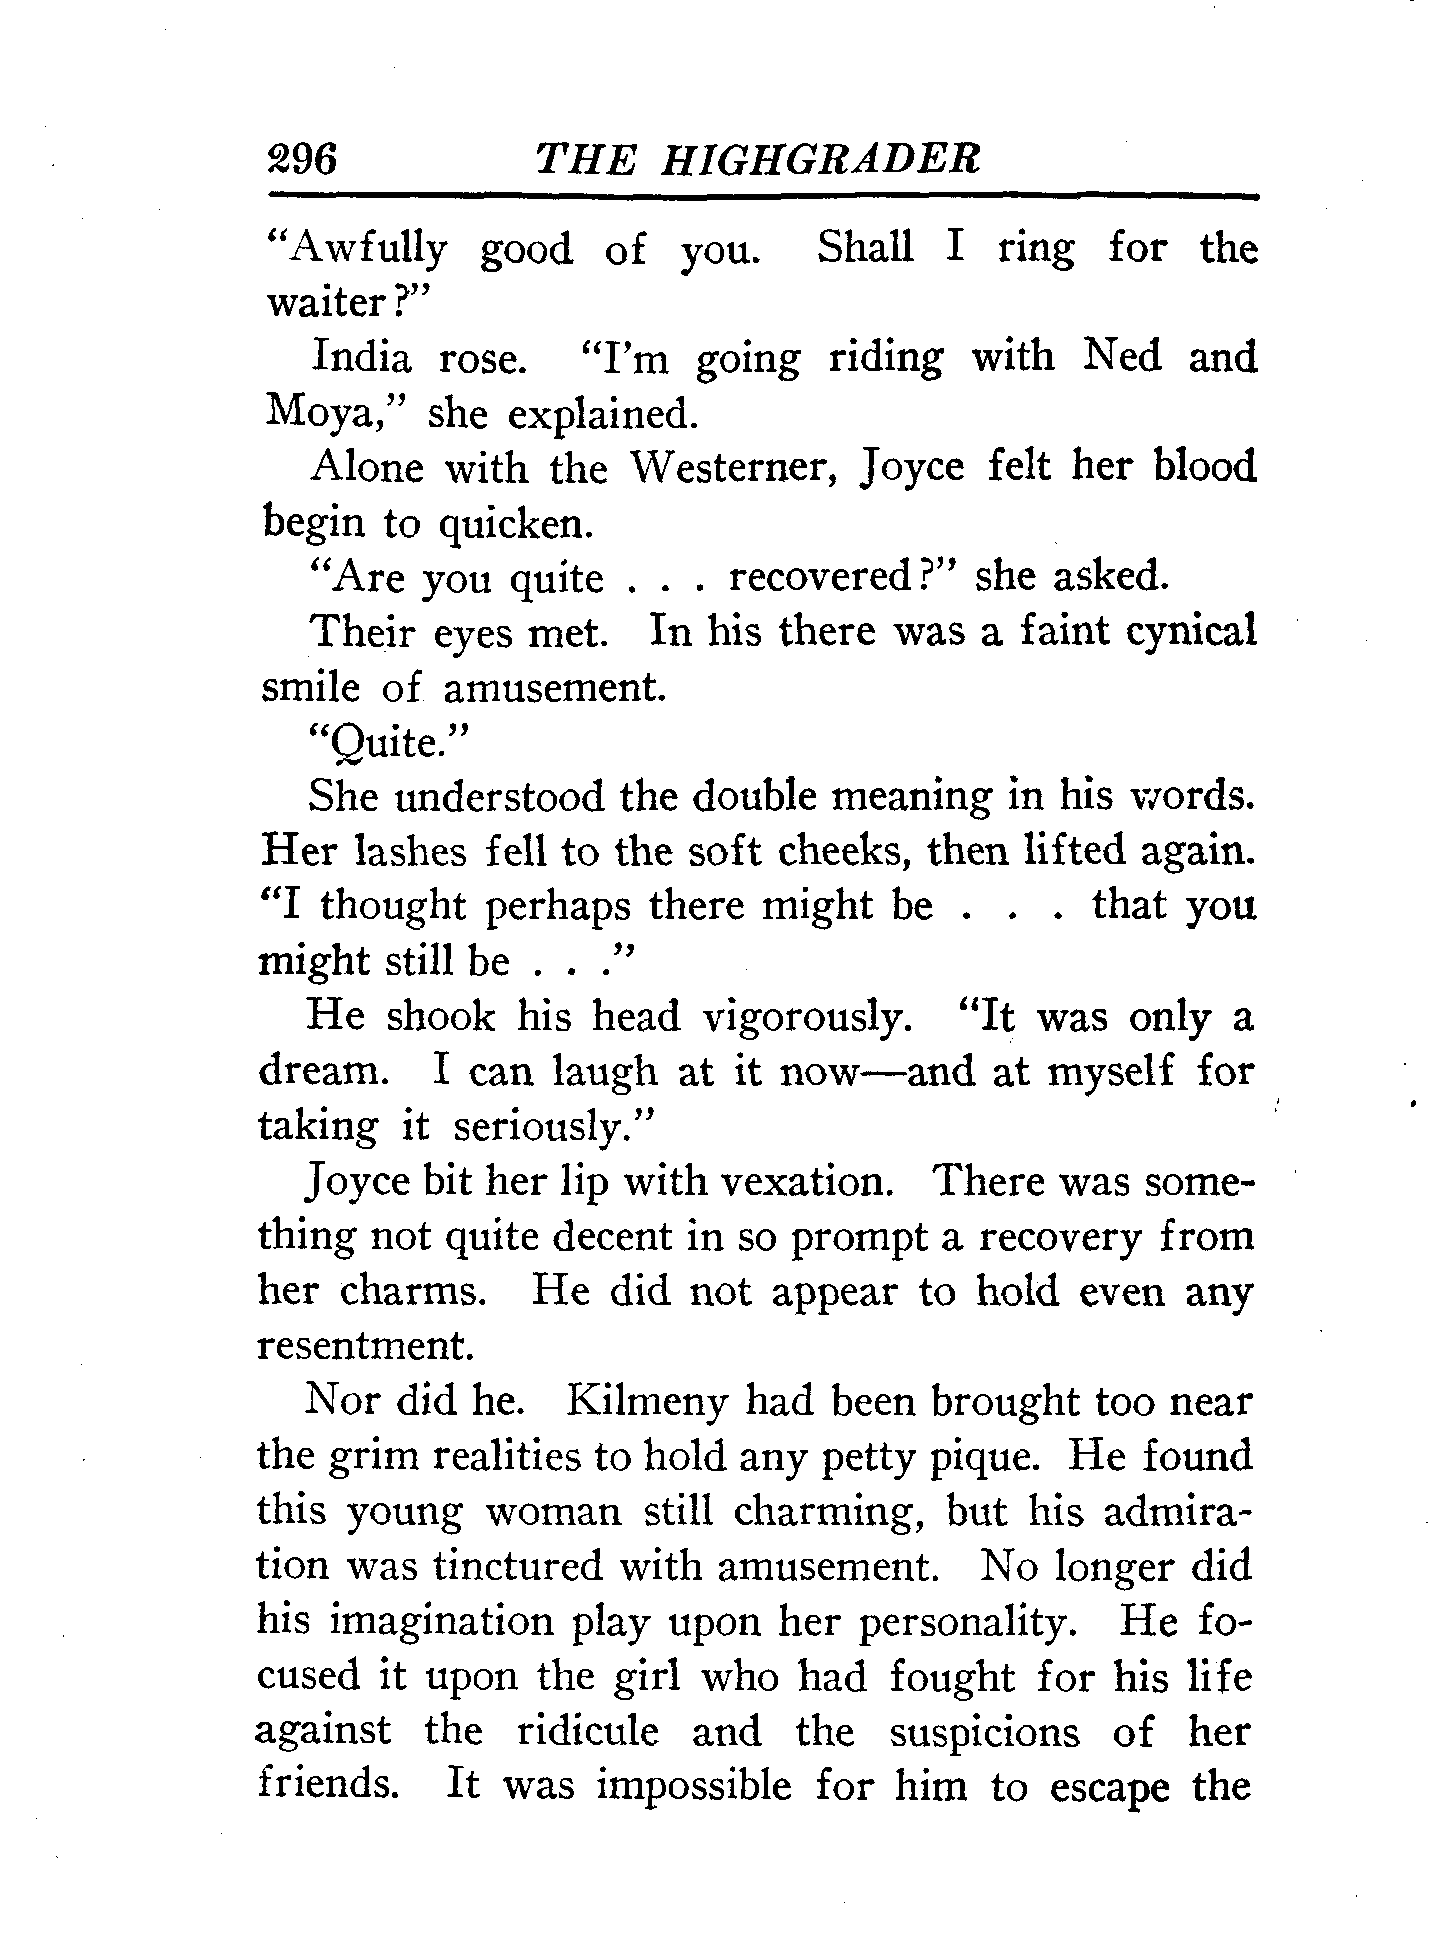 296 THE HIGHGRADER
“Awfully good of you. Shall I ring for the
waiter?”
India rose. “I’m going riding with Ned and
Moya,” she explained.
Alone with the Westerner, Joyce felt her blood
begin to quicken.
“Are you quite . . . recovered?” she asked.
Their eyes met. In his there was a faint cynical
smile of amusement.
“Quite.”
She understood the double meaning in his words.
Her lashes fell to the soft cheeks, then lifted again.
“I thought perhaps there might be . . . that you
might still be . . .”
He shook his head vigorously. “It was only a
dream. I can laugh at it now—and at myself for
taking it seriously.”
Joyce bit her lip with vexation. There was some-
thing not quite decent in so prompt a recovery from
her charms. He did not appear to hold even any
resentment.
Nor did he. Kilmeny had been brought too near
the grim realities to hold any petty pique. He found
this young woman still charming, but his admira-
tion was tinctured with amusement. No longer did
his imagination play upon her personality. He fo-
cused it upon the girl who had fought for his life
against the ridicule and the suspicions of her
friends. It was impossible for him to escape the